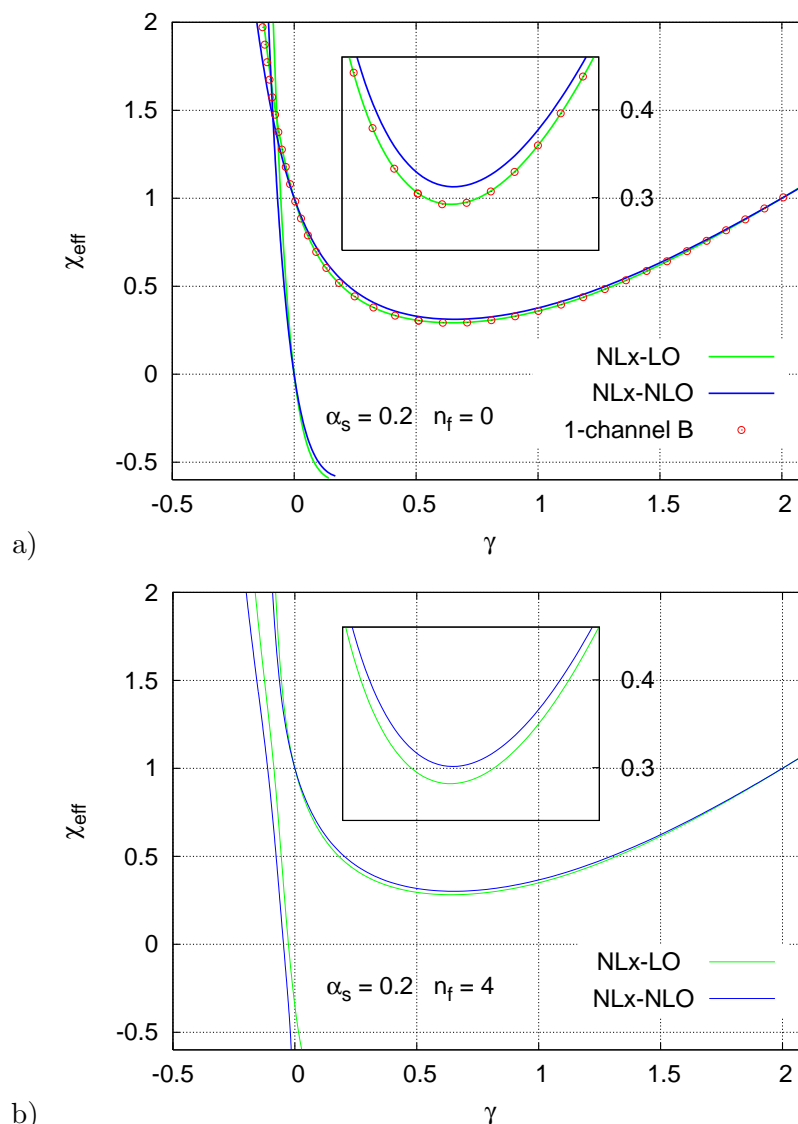 2
1.5
1
0.5
0
-0.5
χeff
0.4
0.3
NLx-LO
NLx-NLO
1-channel B
αs = 0.2 nf = 0
-0.5 0 0.5 1 1.5 2
γ
a)
2
1.5
1
0.5
0
-0.5
χeff
0.4
0.3
NLx-LO
NLx-NLO
αs = 0.2 nf = 4
-0.5 0 0.5 1 1.5 2
γ
b)